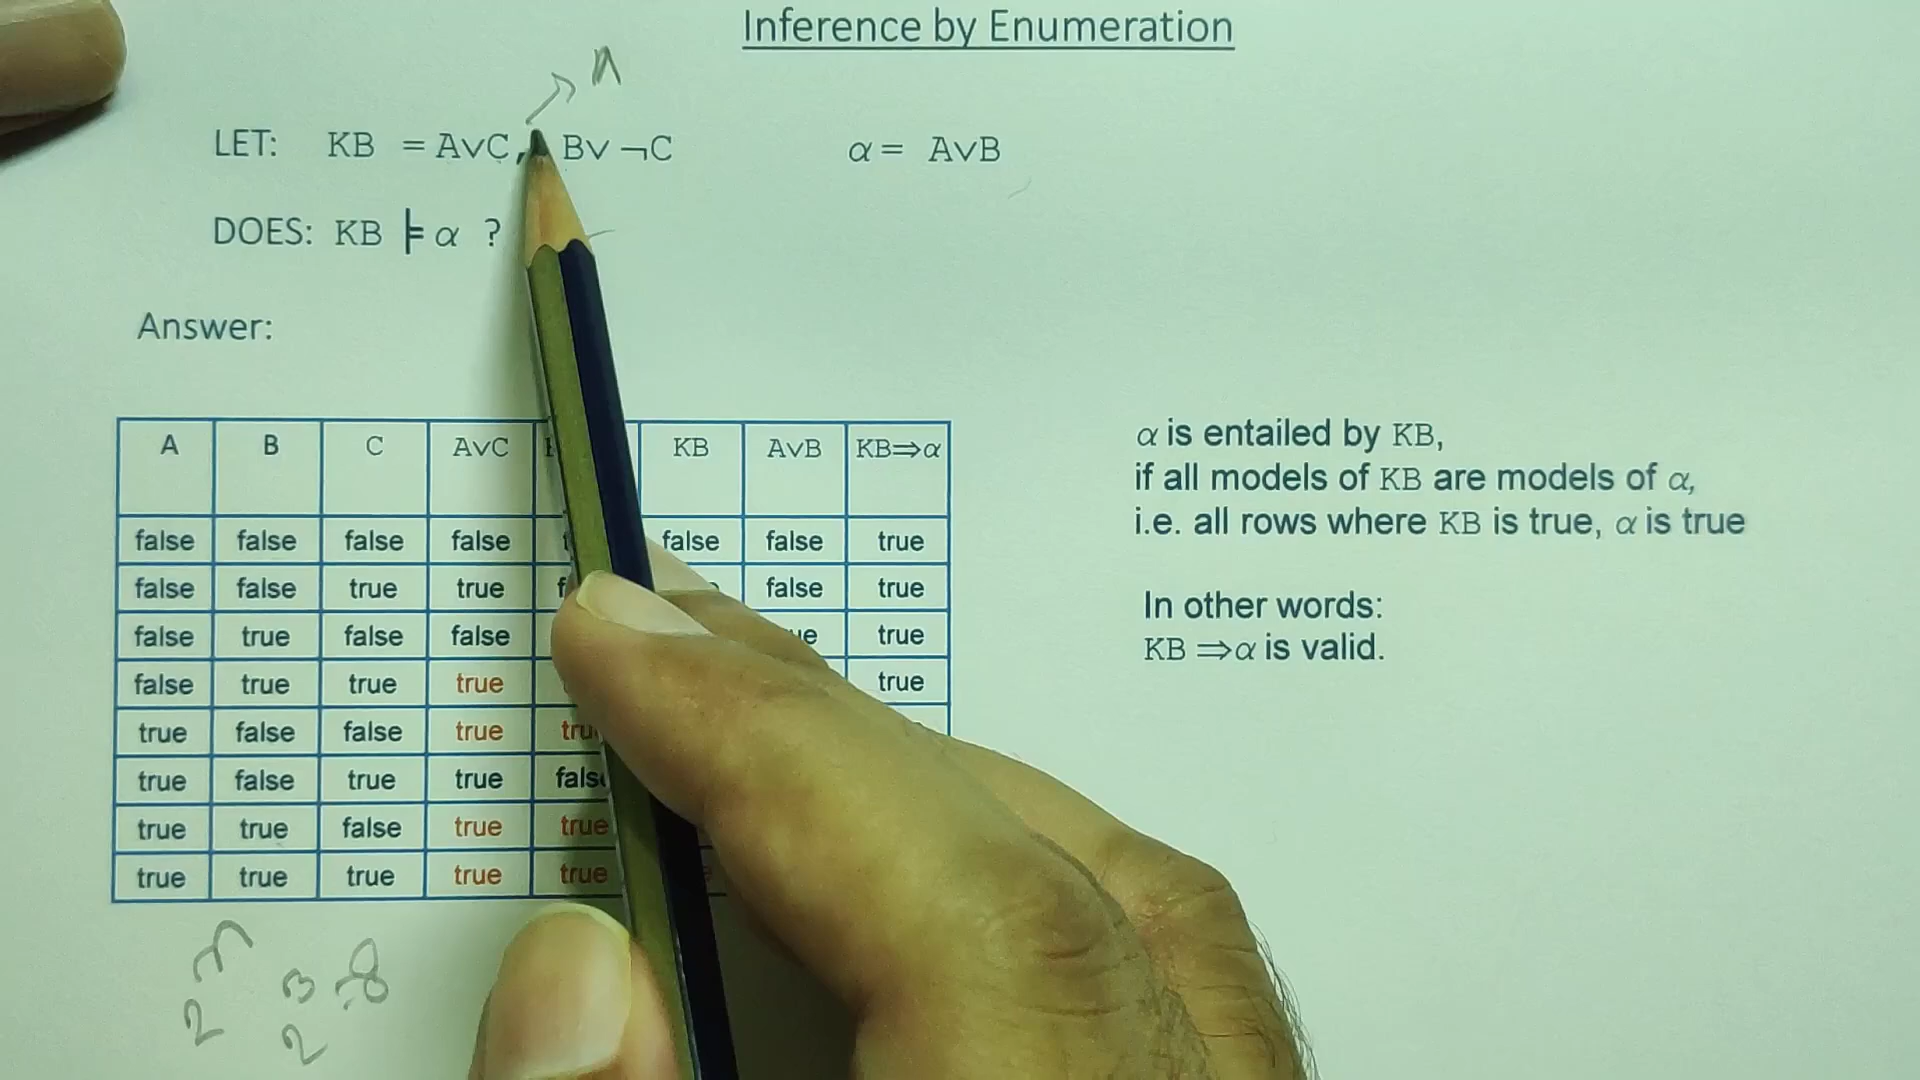 Inference by Enumeration
∧
LET: KB = A∨C, B∨¬C α= A∨B
DOES: KB ⊨ α ?
Answer:
A B C A∨C KB A∨B KB⇒α
false false false false false false true
false false true true false true
false true false false true
false true true true true
true false false true
true false true true
true true false true true
true true true true true
α is entailed by KB,
if all models of KB are models of α,
i.e. all rows where KB is true, α is true
In other words:
KB ⇒α is valid.
2ⁿ 2³ =8